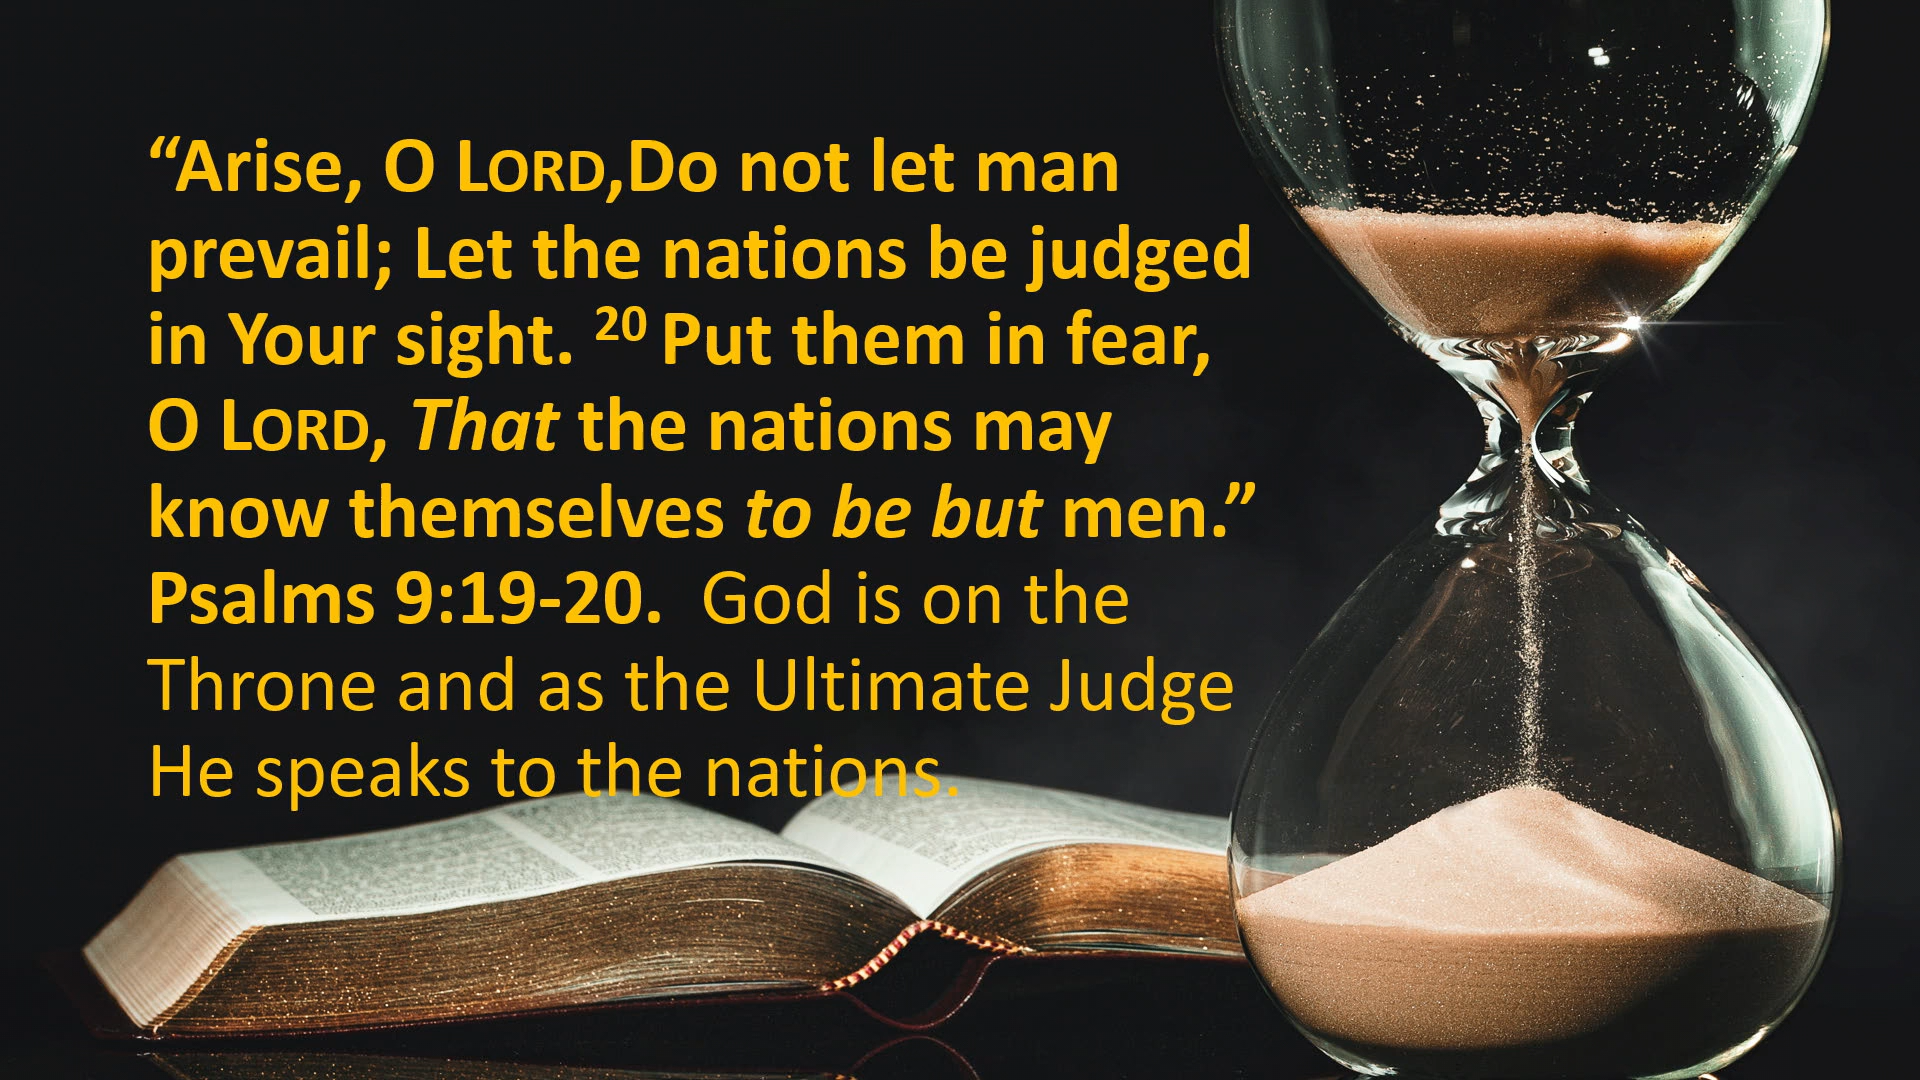 “Arise, O LORD,Do not let man
prevail; Let the nations be judged
in Your sight. 20 Put them in fear,
O LORD, That the nations may
know themselves to be but men.”
Psalms 9:19-20.  God is on the
Throne and as the Ultimate Judge
He speaks to the nations.